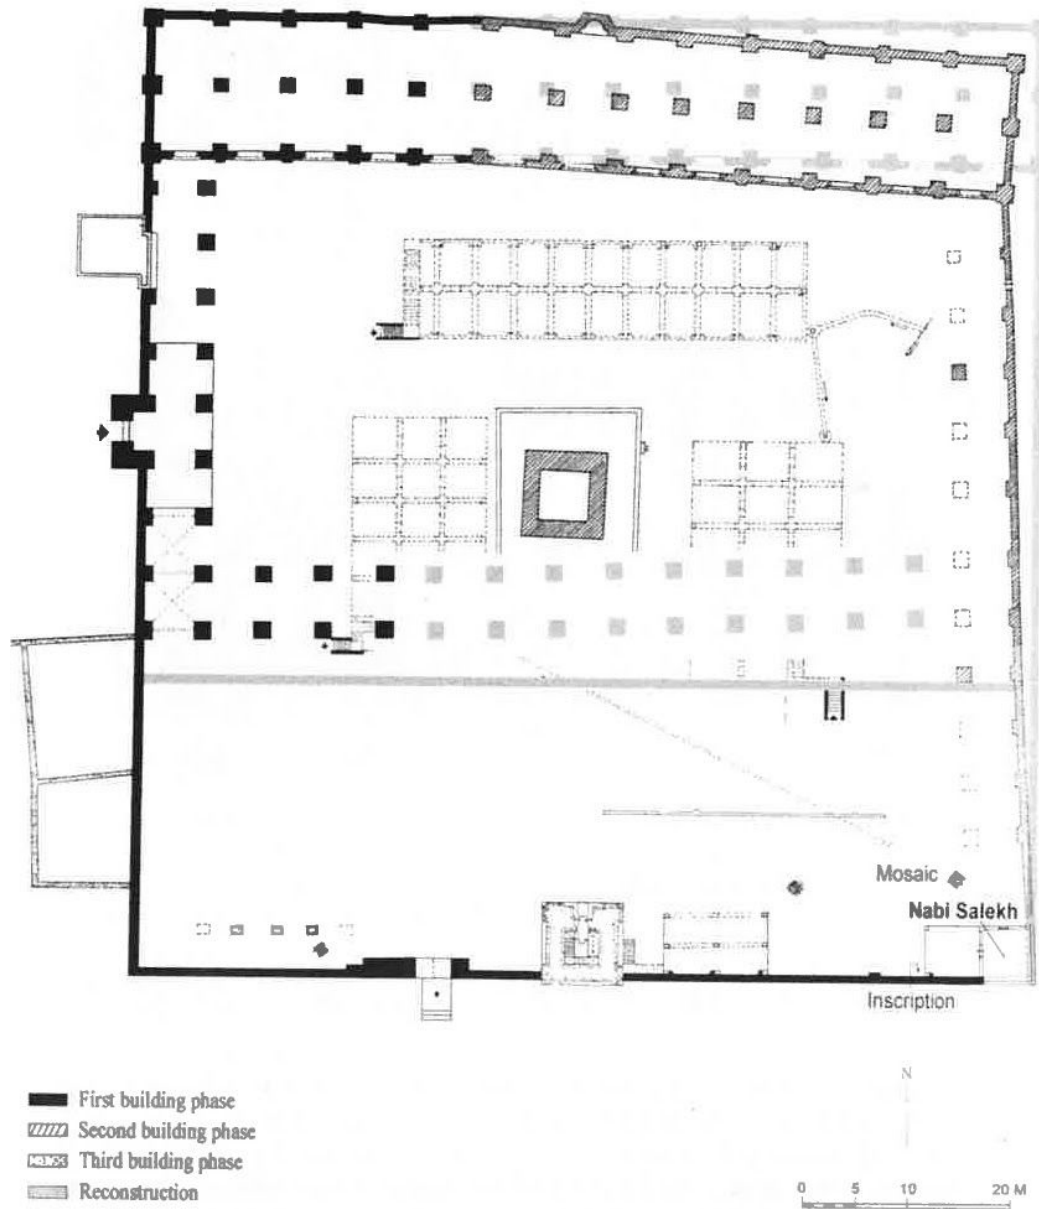 Mosaic
Nabi Salekh
Inscription
N
First building phase
Second building phase
Third building phase
Reconstruction
0 5 10 20 M